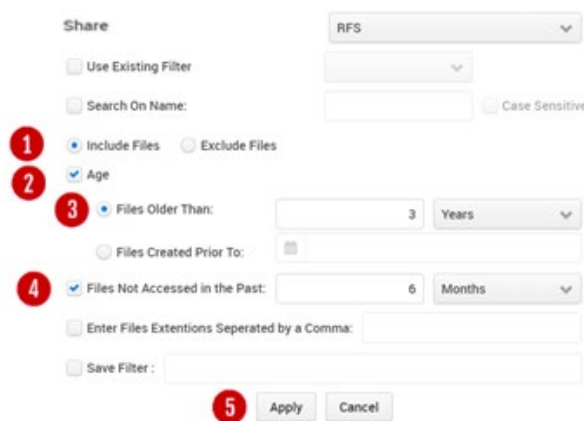 Share RFS
Use Existing Filter
Search On Name: Case Sensitive
1 Include Files Exclude Files
2 Age
3 Files Older Than: 3 Years
Files Created Prior To:
4 Files Not Accessed in the Past: 6 Months
Enter Files Extentions Seperated by a Comma:
Save Filter :
5 Apply Cancel